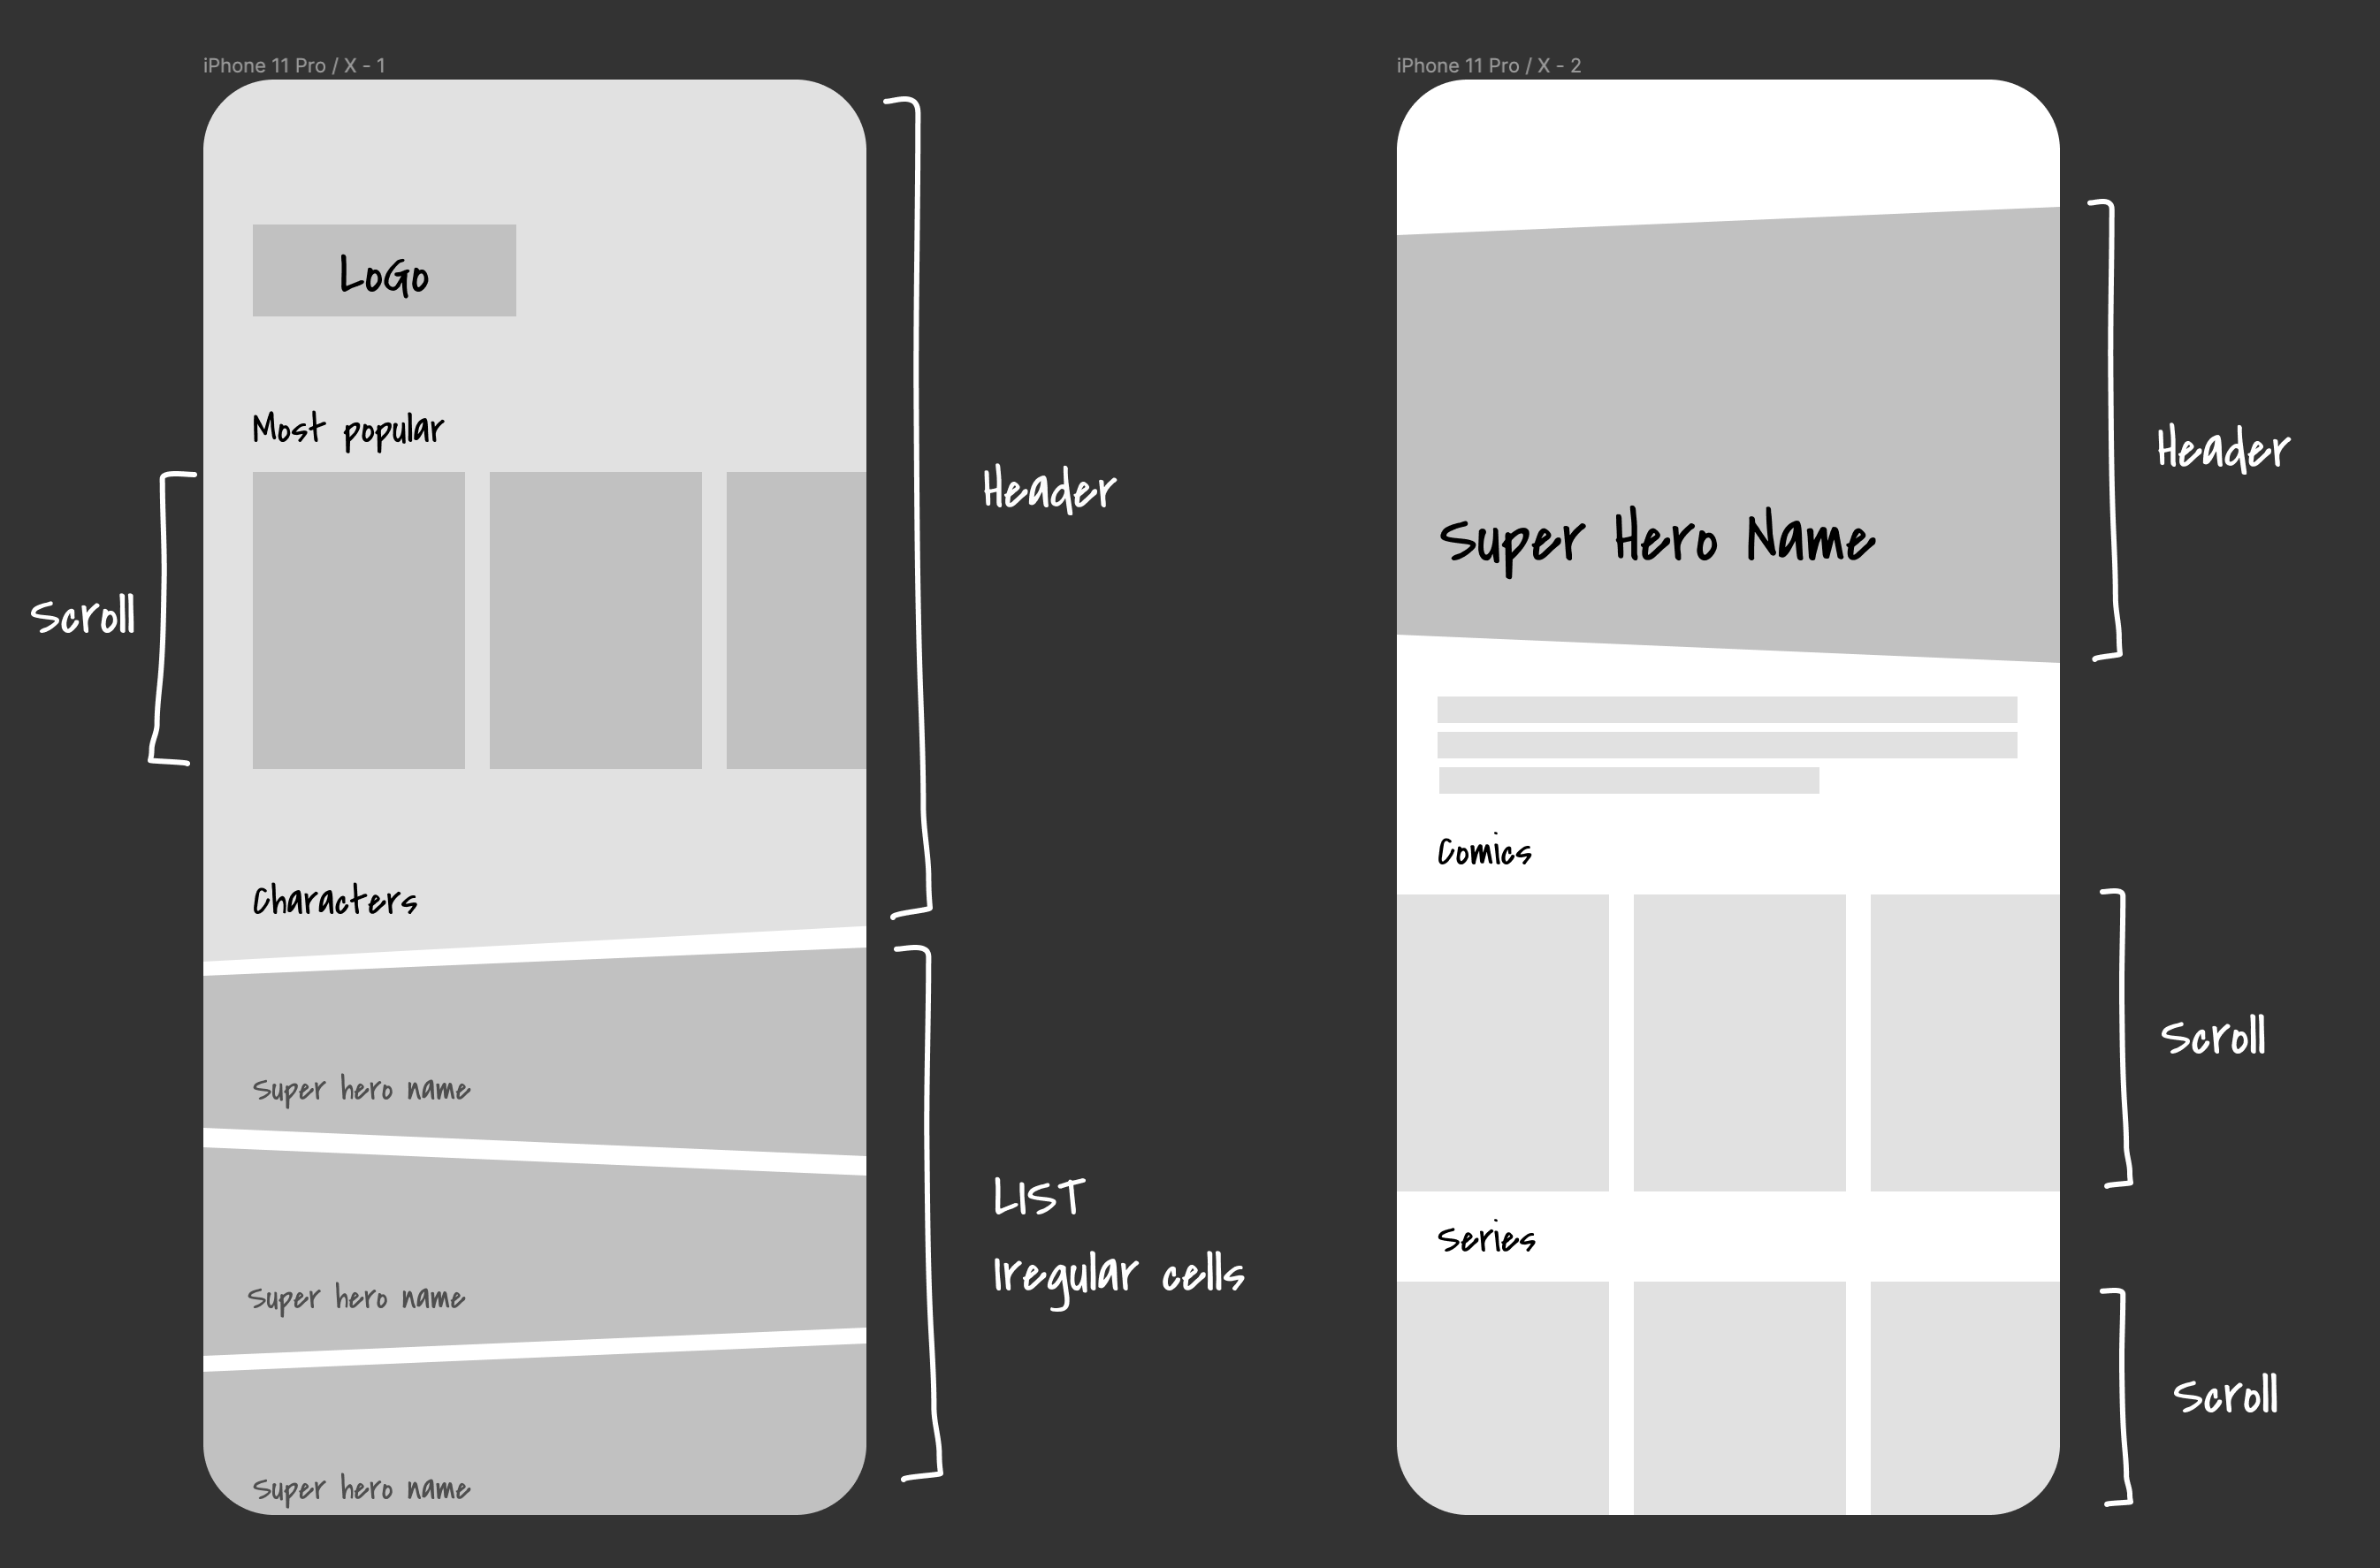 iPhone 11 Pro / X - 1
LoGo
Most popular
Scroll
Header
Characters
super hero name
LIST
Iregular cells
super hero name
super hero name
iPhone 11 Pro / X - 2
Header
Super Hero Name
Comics
Scroll
Series
Scroll